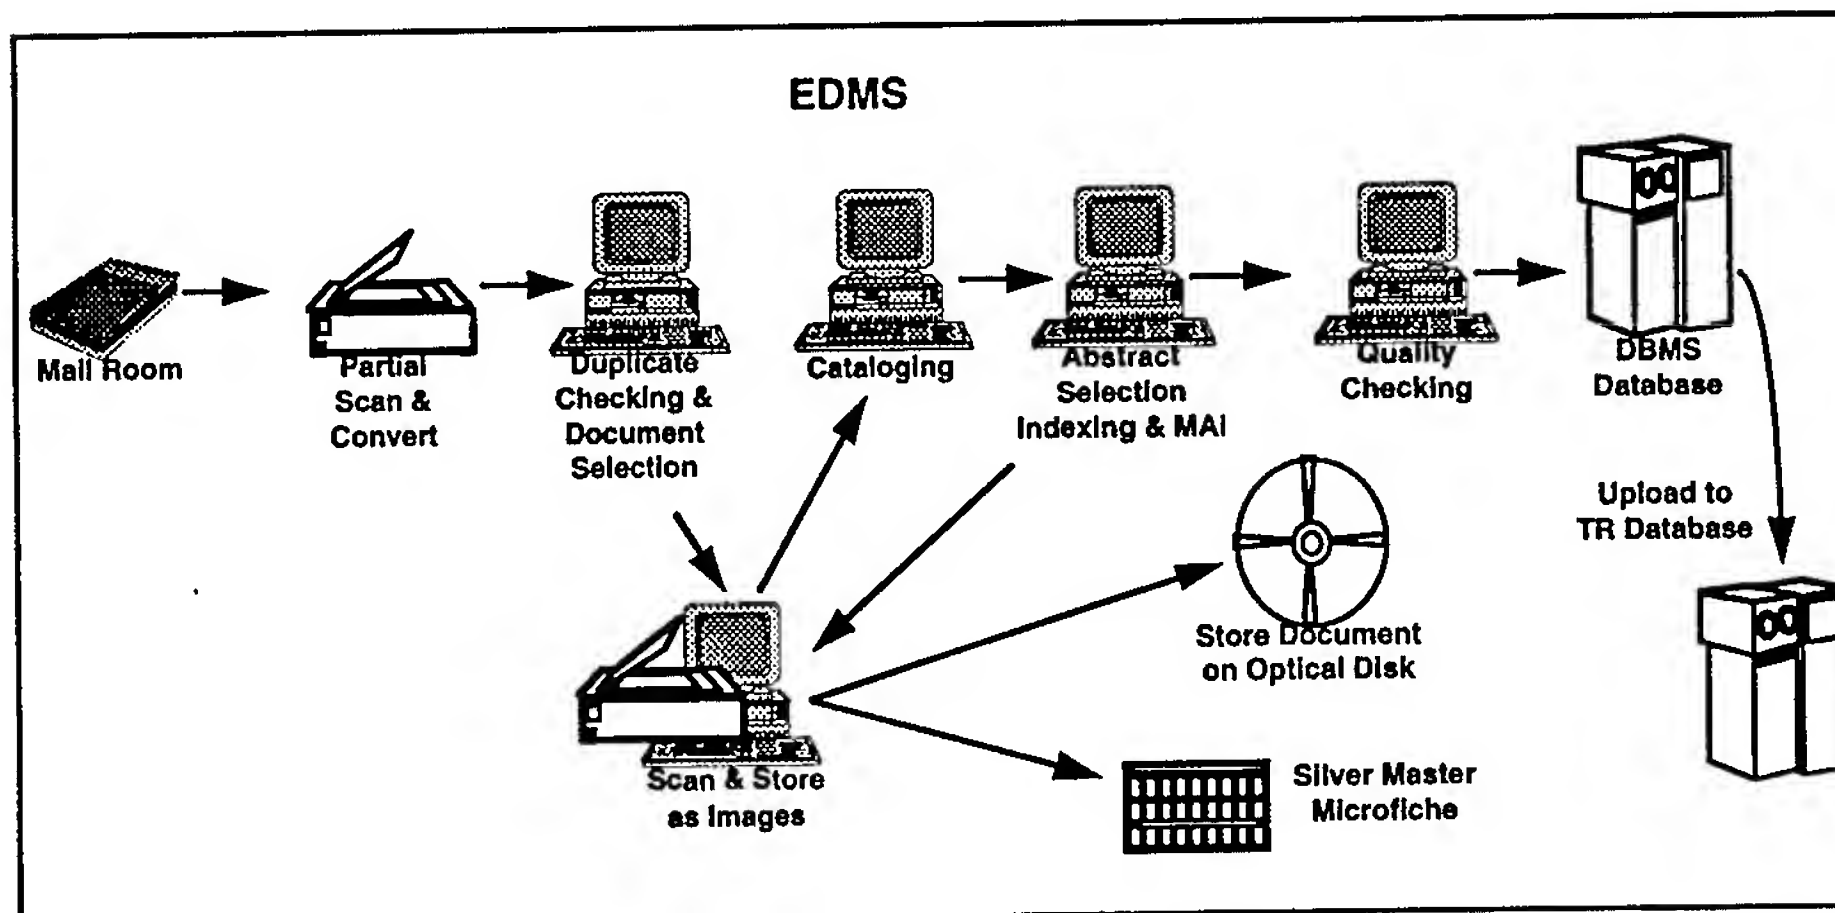 EDMS
Mail Room
Partial
Scan &
Convert
Duplicate
Checking &
Document
Selection
Cataloging
Abstract
Selection
Indexing & MAI
Quality
Checking
DBMS
Database
Upload to
TR Database
Scan & Store
as Images
Store Document
on Optical Disk
Silver Master
Microfiche